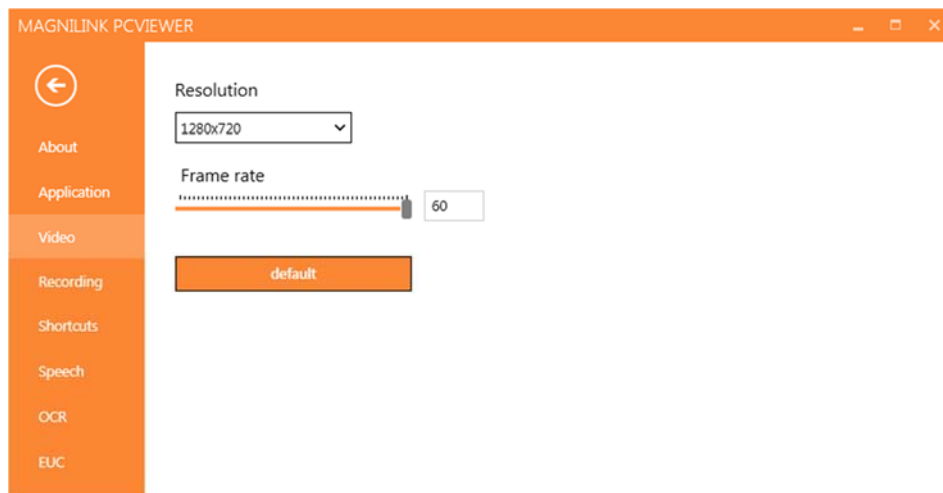 MAGNILINK PCVIEWER
About
Application
Video
Recording
Shortcuts
Speech
OCR
EUC
Resolution
1280x720
Frame rate
60
default